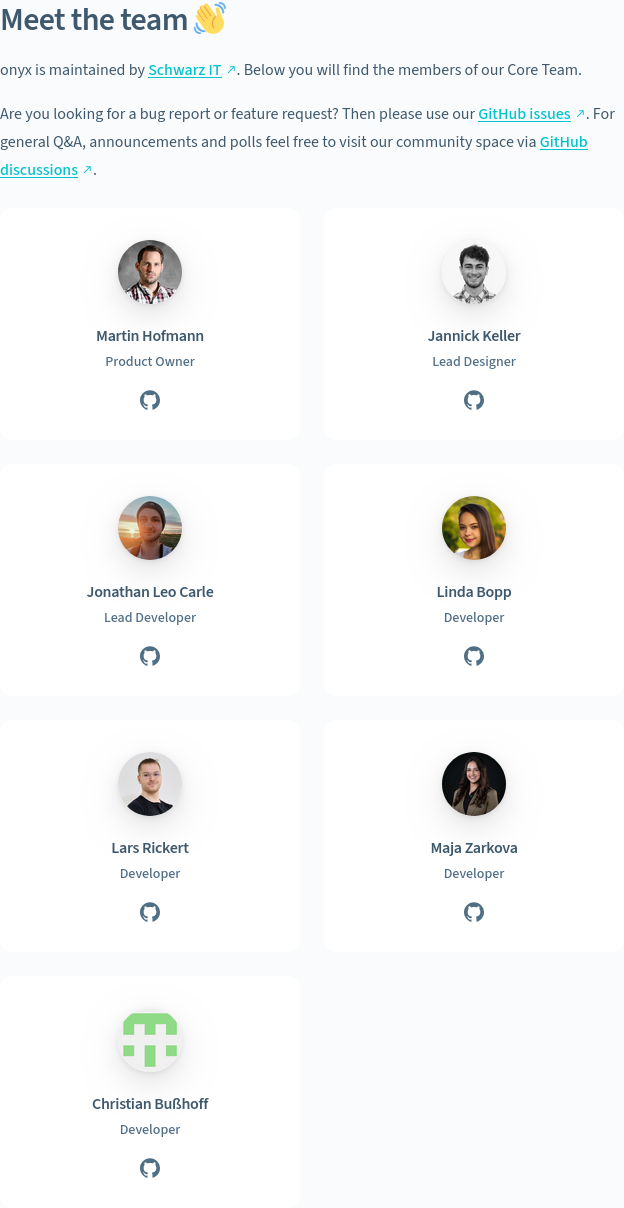 Meet the team 👋
onyx is maintained by Schwarz IT ↗. Below you will find the members of our Core Team.
Are you looking for a bug report or feature request? Then please use our GitHub issues ↗. For
general Q&A, announcements and polls feel free to visit our community space via GitHub
discussions ↗.
Martin Hofmann
Product Owner
Jannick Keller
Lead Designer
Jonathan Leo Carle
Lead Developer
Linda Bopp
Developer
Lars Rickert
Developer
Maja Zarkova
Developer
Christian Bußhoff
Developer